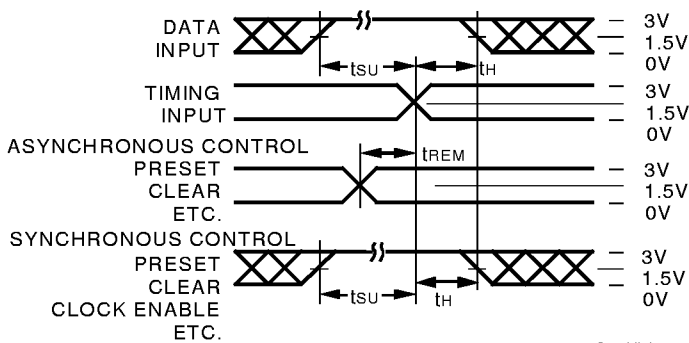 DATA
INPUT
3V
1.5V
0V
tSU
tH
TIMING
INPUT
3V
1.5V
0V
ASYNCHRONOUS CONTROL
tREM
PRESET
CLEAR
ETC.
3V
1.5V
0V
SYNCHRONOUS CONTROL
PRESET
CLEAR
CLOCK ENABLE
ETC.
3V
1.5V
0V
tSU
tH